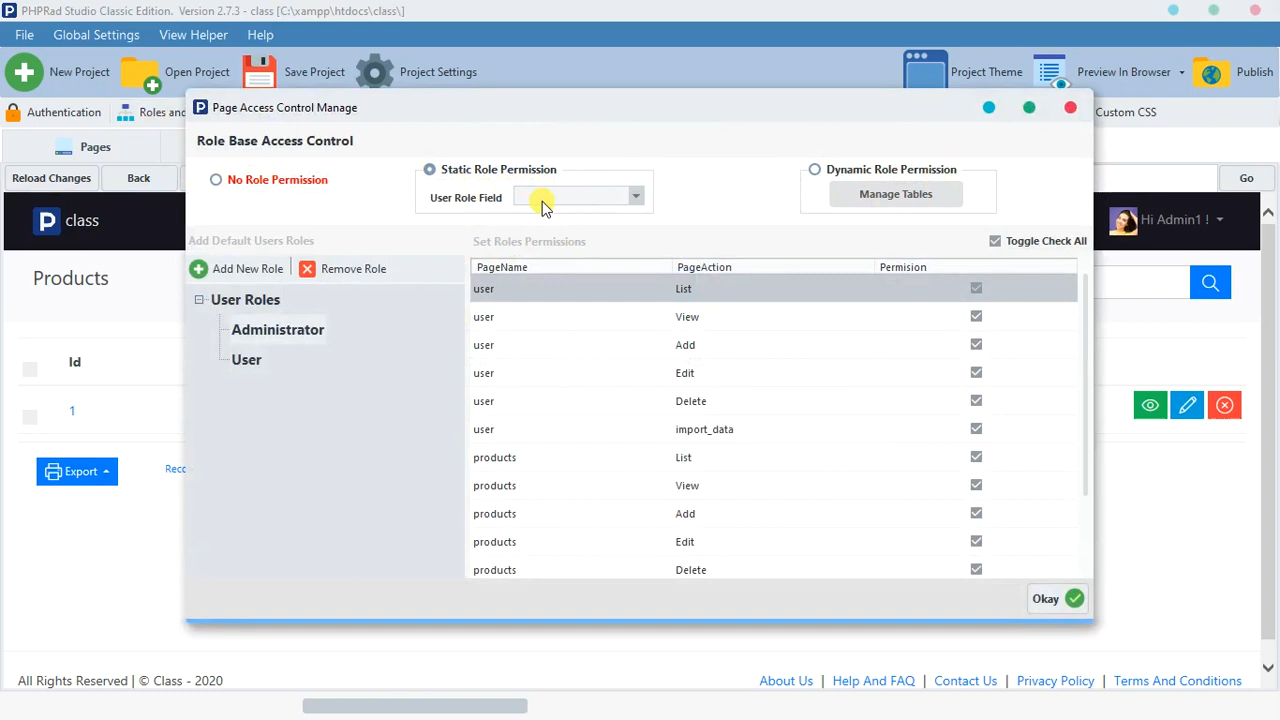 PHPRad Studio Classic Edition. Version 2.7.3 - class [C:\xampp\htdocs\class\]
File Global Settings View Helper Help
New Project Open Project Save Project Project Settings Project Theme Preview In Browser Publish
Authentication Roles and Custom CSS
Page Access Control Manage
Pages
Reload Changes Back Go
Role Base Access Control
No Role Permission
Static Role Permission
User Role Field
Dynamic Role Permission
Manage Tables
class
Hi Admin1 !
Add Default Users Roles
Set Roles Permissions
Toggle Check All
Add New Role Remove Role
PageName PageAction Permision
Products
User Roles
Administrator
User
user List
user View
user Add
user Edit
user Delete
user import_data
products List
products View
products Add
products Edit
products Delete
Id
1
Export
Reco
Okay
All Rights Reserved | © Class - 2020
About Us | Help And FAQ | Contact Us | Privacy Policy | Terms And Conditions